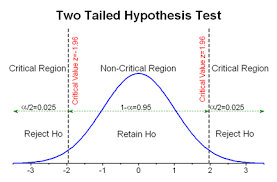 Two Tailed Hypothesis Test
Critical Region
Non-Critical Region
Critical Region
Critical Value z=-1.96
Critical Value z=1.96
α/2=0.025
1-α=0.95
α/2=0.025
Reject Ho
Retain Ho
Reject Ho
-3 -2 -1 0 1 2 3